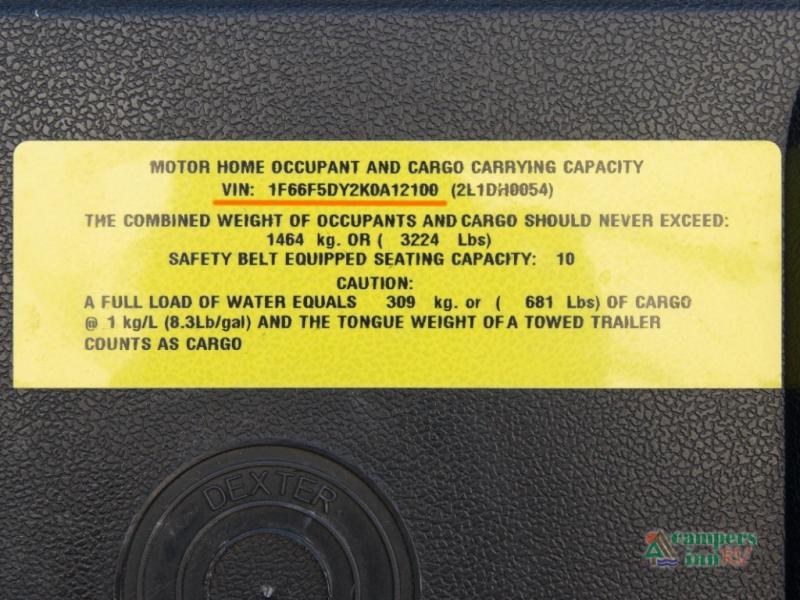 MOTOR HOME OCCUPANT AND CARGO CARRYING CAPACITY
VIN: 1F66F5DY2K0A12100 (2L1DH0054)
THE COMBINED WEIGHT OF OCCUPANTS AND CARGO SHOULD NEVER EXCEED:
1464 kg. OR ( 3224 Lbs)
SAFETY BELT EQUIPPED SEATING CAPACITY: 10
CAUTION:
A FULL LOAD OF WATER EQUALS 309 kg. or ( 681 Lbs) OF CARGO
@ 1 kg/L (8.3Lb/gal) AND THE TONGUE WEIGHT OF A TOWED TRAILER
COUNTS AS CARGO
DEXTER
campers
inn RV